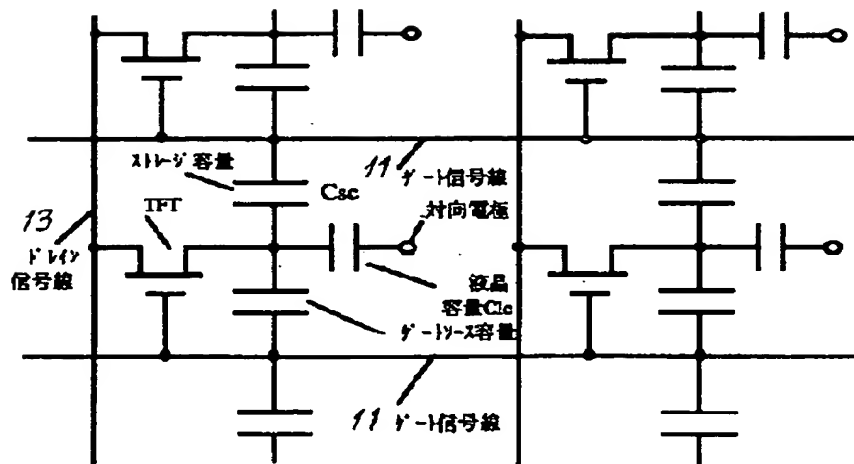 ストレージ容量
11 ゲート信号線
Csc
13
ドレイン
信号線
TFT
対向電極
液晶
容量Clc
ゲートソース容量
11 ゲート信号線